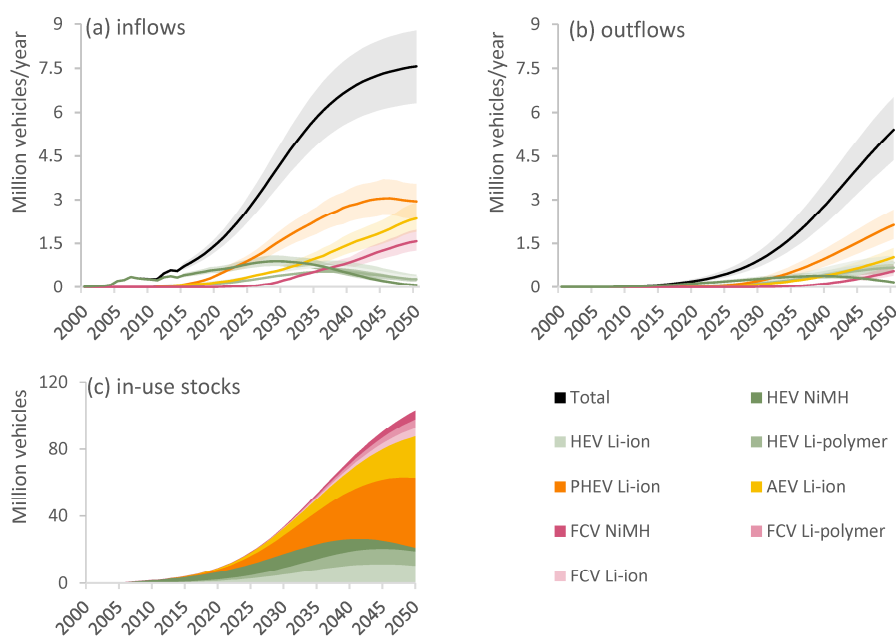 (a) inflows
Million vehicles/year
9
7.5
6
4.5
3
1.5
0
2000 2005 2010 2015 2020 2025 2030 2035 2040 2045 2050
(b) outflows
Million vehicles/year
9
7.5
6
4.5
3
1.5
0
2000 2005 2010 2015 2020 2025 2030 2035 2040 2045 2050
(c) in-use stocks
Million vehicles
120
80
40
0
2000 2005 2010 2015 2020 2025 2030 2035 2040 2045 2050
Total HEV NiMH
HEV Li-ion HEV Li-polymer
PHEV Li-ion AEV Li-ion
FCV NiMH FCV Li-polymer
FCV Li-ion